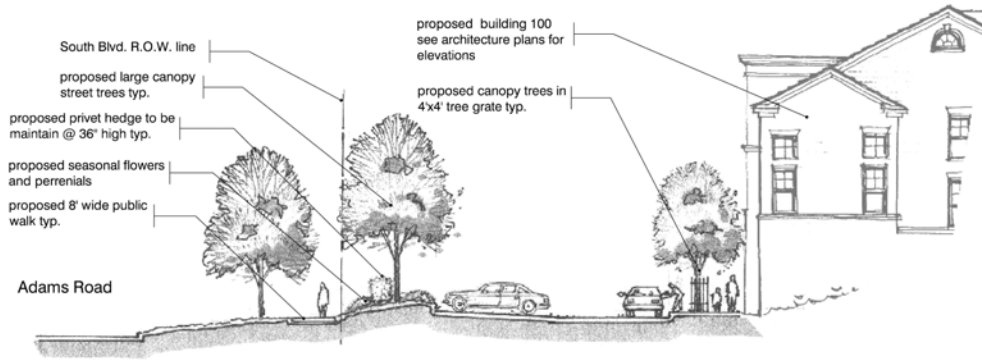 South Blvd. R.O.W. line
proposed large canopy
street trees typ.
proposed privet hedge to be
maintain @ 36" high typ.
proposed seasonal flowers
and perrenials
proposed 8' wide public
walk typ.
Adams Road
proposed building 100
see architecture plans for
elevations
proposed canopy trees in
4'x4' tree grate typ.